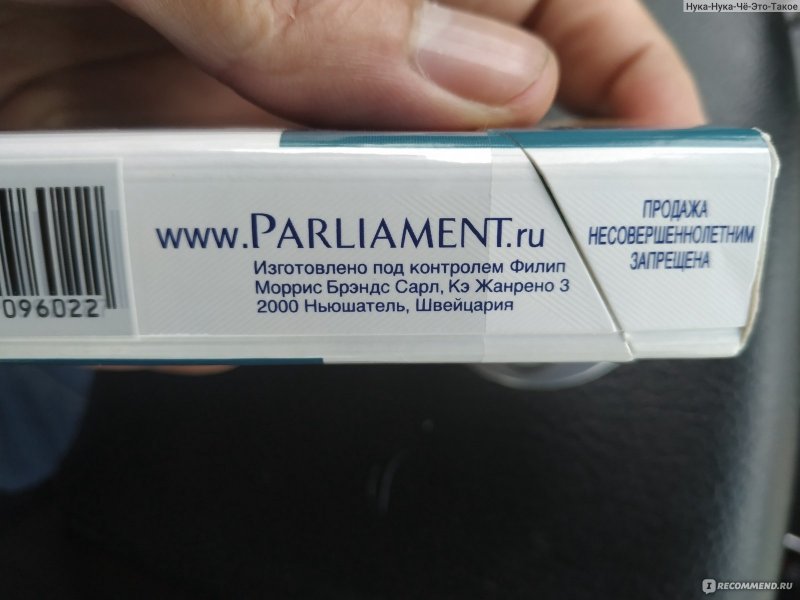 Нука-Нука-Чё-Это-Такое
www.PARLIAMENT.ru
Изготовлено под контролем Филип
Моррис Брэндс Сарл, Кэ Жанрено 3
2000 Ньюшатель, Швейцария
096022
ПРОДАЖА
НЕСОВЕРШЕННОЛЕТНИМ
ЗАПРЕЩЕНА
IRECOMMEND.RU